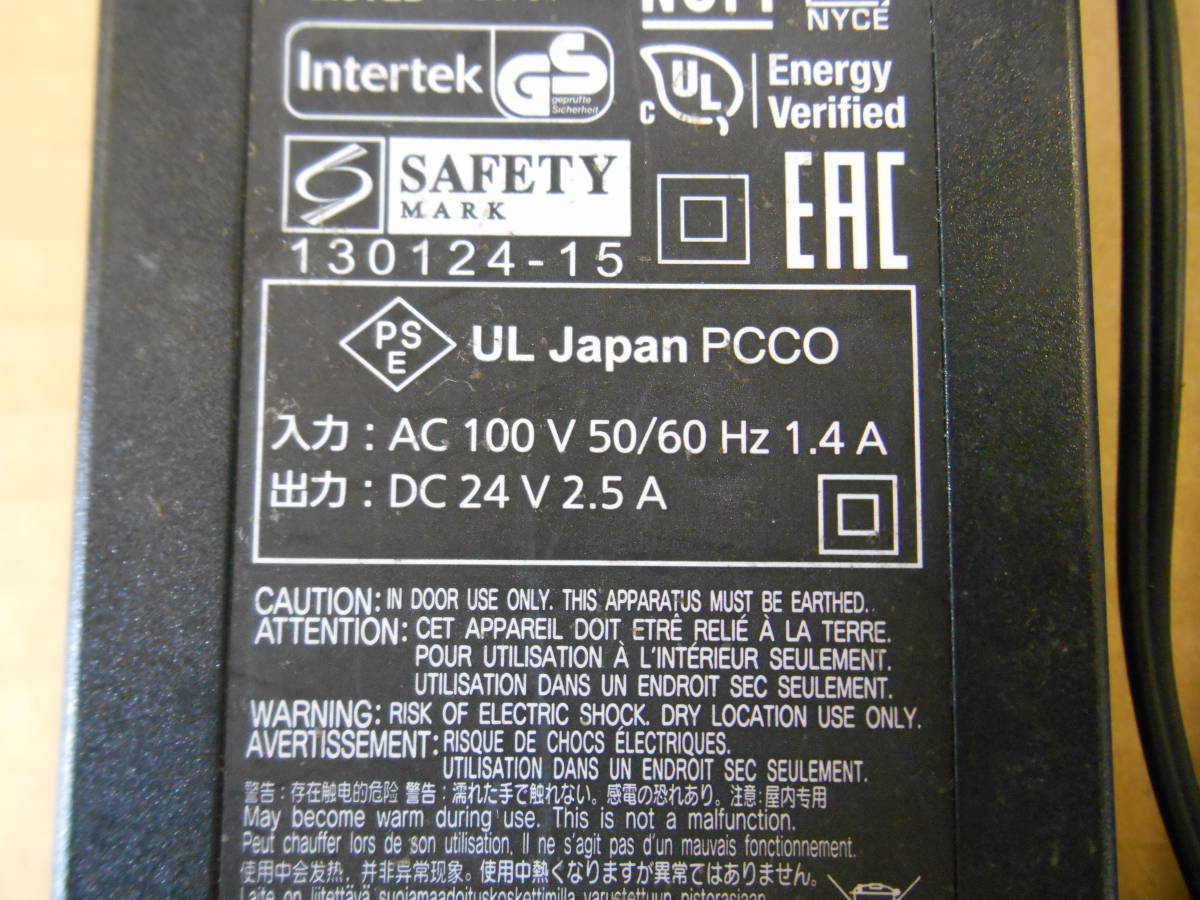 NYCE
Intertek
GS
geprüfte
Sicherheit
C UL Energy
Verified
SAFETY
MARK
130124-15
EAC
PS
E
UL Japan PCCO
入力 : AC 100 V 50/60 Hz 1.4 A
出力 : DC 24 V 2.5 A
CAUTION: IN DOOR USE ONLY. THIS APPARATUS MUST BE EARTHED.
ATTENTION: CET APPAREIL DOIT ETRÊ RELIÉ À LA TERRE.
POUR UTILISATION À L'INTÉRIEUR SEULEMENT.
UTILISATION DANS UN ENDROIT SEC SEULEMENT.
WARNING: RISK OF ELECTRIC SHOCK. DRY LOCATION USE ONLY.
AVERTISSEMENT: RISQUE DE CHOCS ÉLECTRIQUES.
UTILISATION DANS UN ENDROIT SEC SEULEMENT.
警告 : 存在触电的危险 警告 : 濡れた手で触れない。感電の恐れあり。注意:屋内专用
May become warm during use. This is not a malfunction.
Peut chauffer lors de son utilisation, Il ne s'agit pas d'un mauvais fonctionnement.
使用中会发热, 并非异常现象。使用中熱くなりますが異常ではありません。
Laite on liitettävä suojamaadoituskoskettimilla varustettuun pistorasiaan